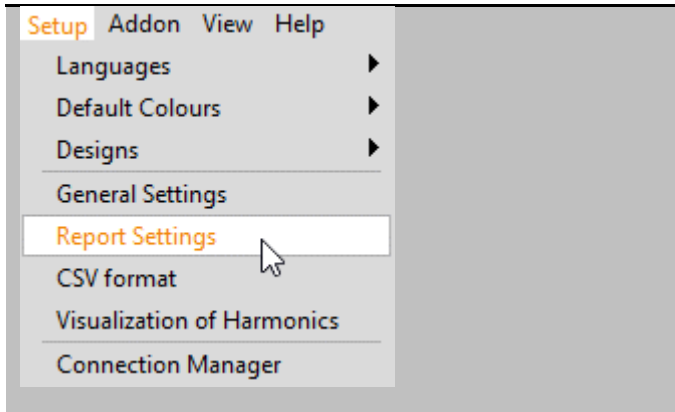 Setup Addon View Help
Languages
Default Colours
Designs
General Settings
Report Settings
CSV format
Visualization of Harmonics
Connection Manager